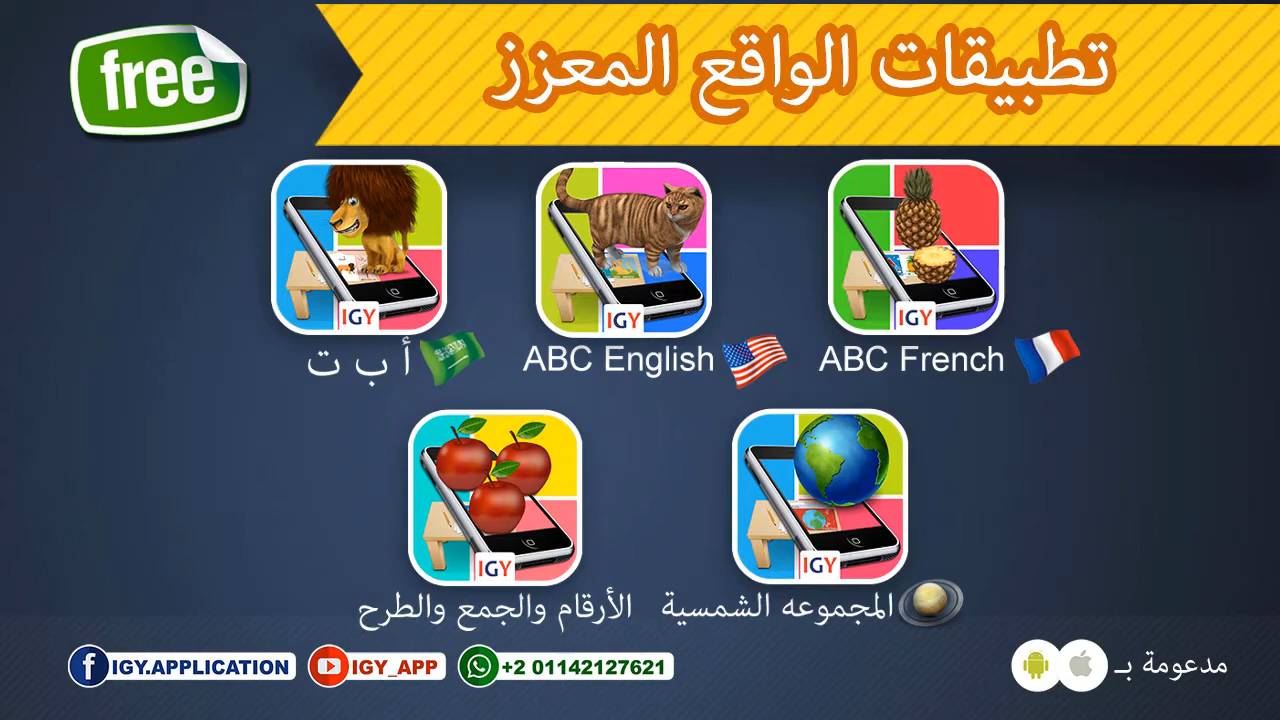 free
تطبيقات الواقع المعزز
IGY
IGY
IGY
أ ب ت
ABC English
ABC French
IGY
IGY
الأرقام والجمع والطرح
المجموعه الشمسية
IGY.APPLICATION
IGY_APP
+2 01142127621
مدعومة بـ